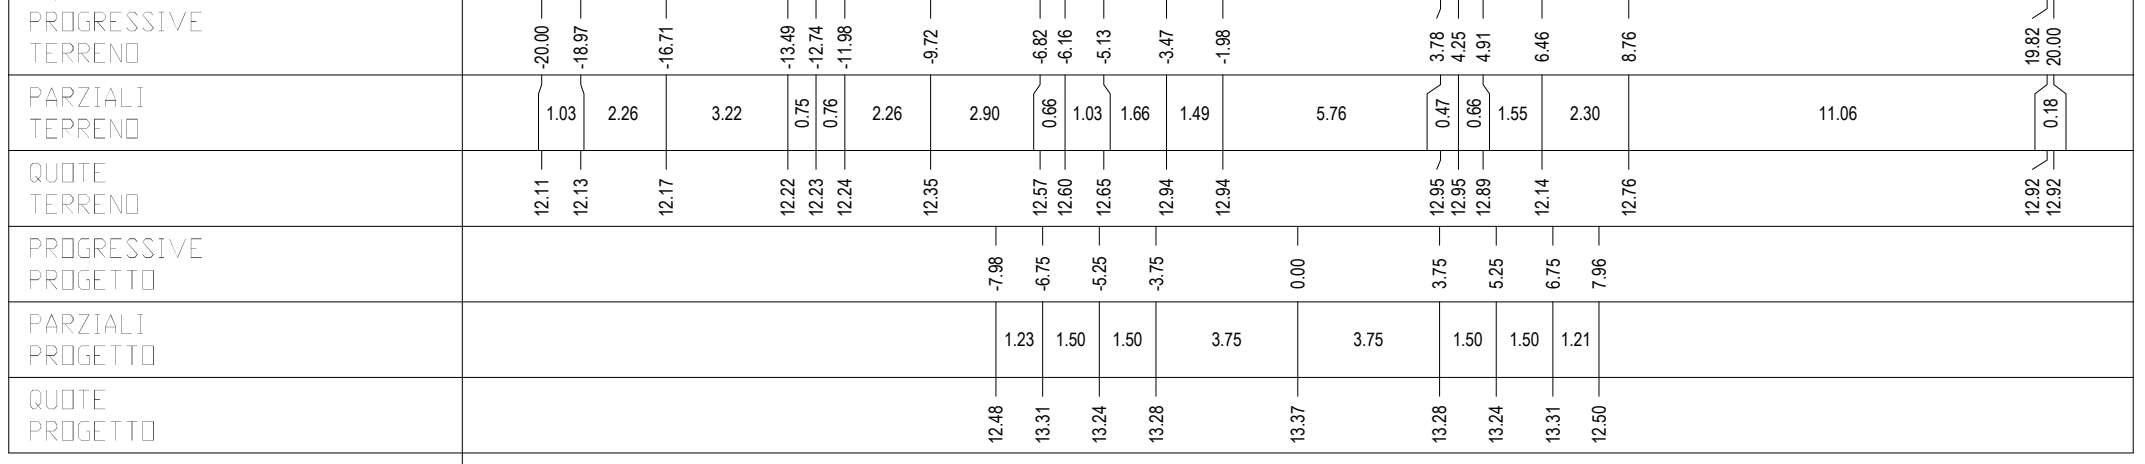 PROGRESSIVE
TERRENO
-20.00 -18.97 -16.71 -13.49 -12.74 -11.98 -9.72 -6.82 -6.16 -5.13 -3.47 -1.98 3.78 4.25 4.91 6.46 8.76 19.82 20.00
PARZIALI
TERRENO
1.03 2.26 3.22 0.75 0.76 2.26 2.90 0.66 1.03 1.66 1.49 5.76 0.47 0.66 1.55 2.30 11.06 0.18
QUOTE
TERRENO
12.11 12.13 12.17 12.22 12.23 12.24 12.35 12.57 12.60 12.65 12.94 12.94 12.95 12.95 12.89 12.14 12.76 12.92 12.92
PROGRESSIVE
PROGETTO
-7.98 -6.75 -5.25 -3.75 0.00 3.75 5.25 6.75 7.96
PARZIALI
PROGETTO
1.23 1.50 1.50 3.75 3.75 1.50 1.50 1.21
QUOTE
PROGETTO
12.48 13.31 13.24 13.28 13.37 13.28 13.24 13.31 12.50